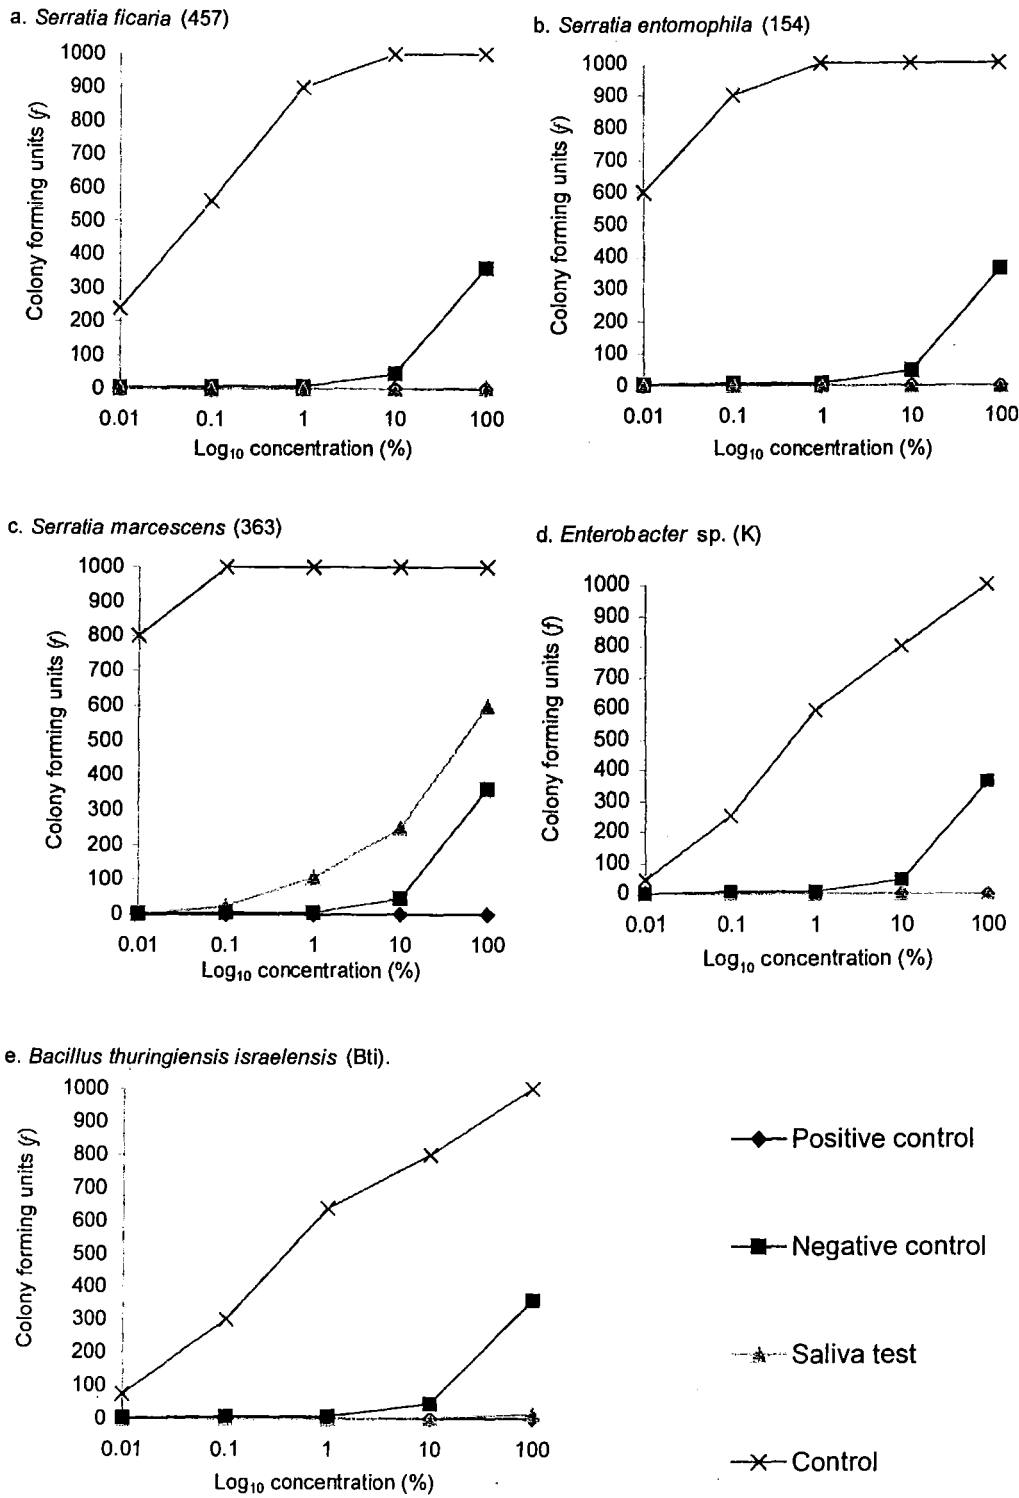 a. Serratia ficaria (457)
1000
900
800
700
600
500
400
300
200
100
0
Colony forming units (f)
0.01 0.1 1 10 100
Log10 concentration (%)
b. Serratia entomophila (154)
1000
900
800
700
600
500
400
300
200
100
0
Colony forming units (f)
0.01 0.1 1 10 100
Log10 concentration (%)
c. Serratia marcescens (363)
1000
900
800
700
600
500
400
300
200
100
0
Colony forming units (f)
0.01 0.1 1 10 100
Log10 concentration (%)
d. Enterobacter sp. (K)
1000
900
800
700
600
500
400
300
200
100
0
Colony forming units (f)
0.01 0.1 1 10 100
Log10 concentration (%)
e. Bacillus thuringiensis israelensis (Bti).
1000
900
800
700
600
500
400
300
200
100
0
Colony forming units (f)
0.01 0.1 1 10 100
Log10 concentration (%)
Positive control
Negative control
Saliva test
Control